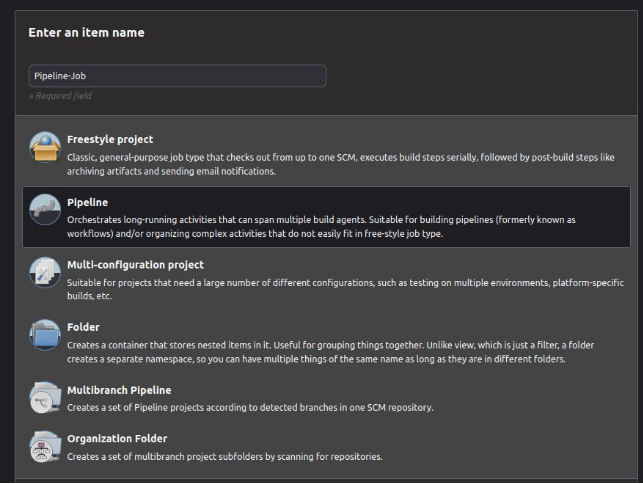 Enter an item name
Pipeline-Job
» Required field
Freestyle project
Classic, general-purpose job type that checks out from up to one SCM, executes build steps serially, followed by post-build steps like
archiving artifacts and sending email notifications.
Pipeline
Orchestrates long-running activities that can span multiple build agents. Suitable for building pipelines (formerly known as
workflows) and/or organizing complex activities that do not easily fit in free-style job type.
Multi-configuration project
Suitable for projects that need a large number of different configurations, such as testing on multiple environments, platform-specific
builds, etc.
Folder
Creates a container that stores nested items in it. Useful for grouping things together. Unlike view, which is just a filter, a folder
creates a separate namespace, so you can have multiple things of the same name as long as they are in different folders.
Multibranch Pipeline
Creates a set of Pipeline projects according to detected branches in one SCM repository.
Organization Folder
Creates a set of multibranch project subfolders by scanning for repositories.